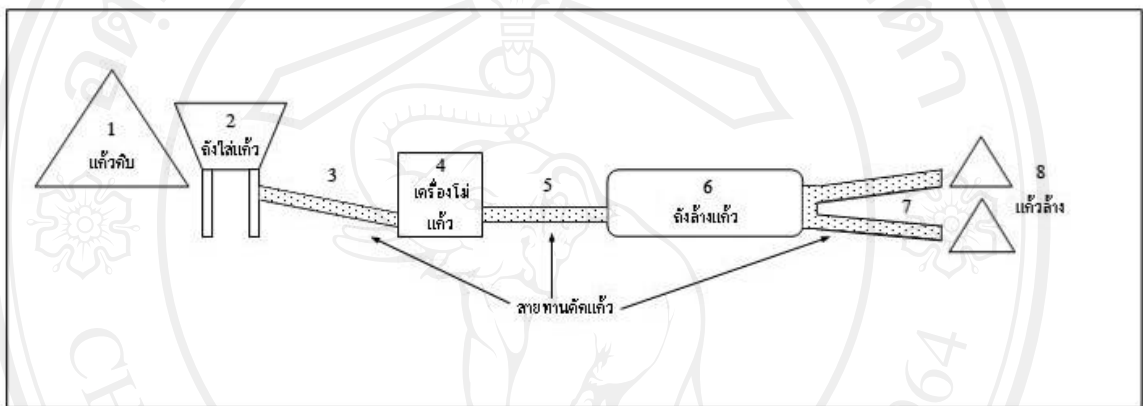 1
แก้วดิบ
2
ถังใส่แก้ว
3
4
เครื่องโม่
แก้ว
5
6
ถังล้างแก้ว
7
8
แก้วล้าง
สายพานคัดแก้ว
1964